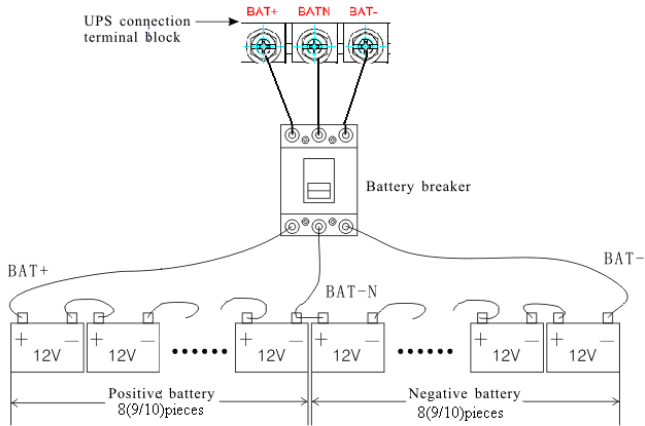 UPS connection
terminal block
BAT+ BATN BAT-
Battery breaker
BAT+
BAT-N
BAT-
+ - + - + - + - + - + -
12V 12V 12V 12V 12V 12V
Positive battery
8(9/10)pieces
Negative battery
8(9/10)pieces